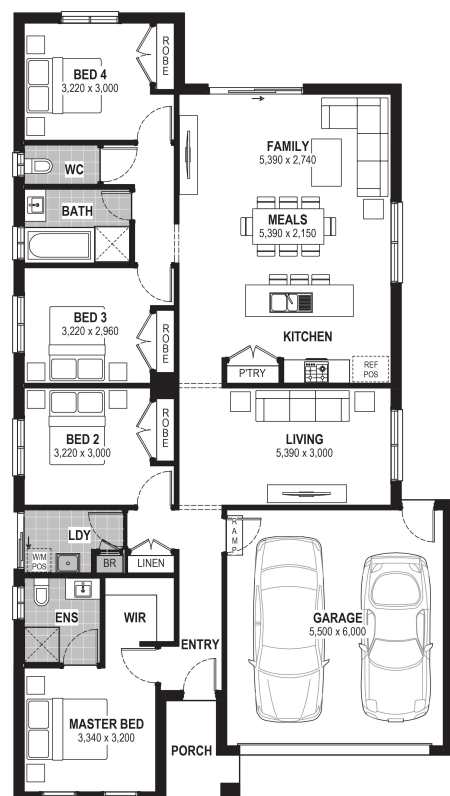 BED 4
3,220 x 3,000
ROBE
FAMILY
5,390 x 2,740
WC
BATH
MEALS
5,390 x 2,150
BED 3
3,220 x 2,960
ROBE
KITCHEN
P'TRY
REF
POS
BED 2
3,220 x 3,000
ROBE
LIVING
5,390 x 3,000
LDY
W/M
POS
BR
LINEN
RAMP
ENS
WIR
ENTRY
GARAGE
5,500 x 6,000
MASTER BED
3,340 x 3,200
PORCH